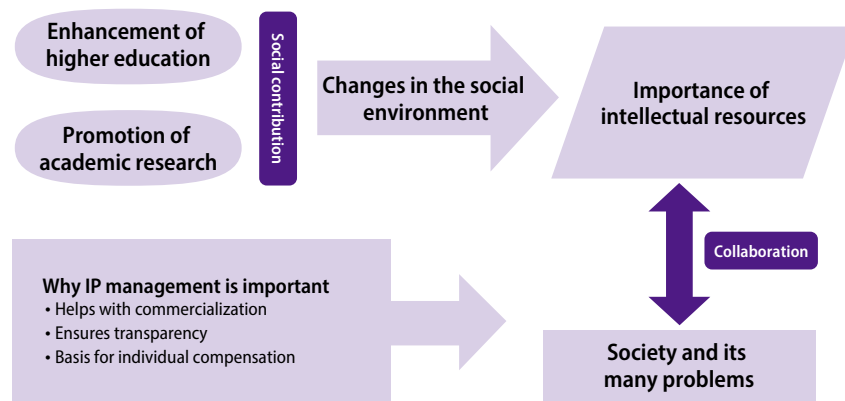 Enhancement of
higher education
Promotion of
academic research
Social contribution
Changes in the social
environment
Importance of
intellectual resources
Collaboration
Why IP management is important
• Helps with commercialization
• Ensures transparency
• Basis for individual compensation
Society and its
many problems